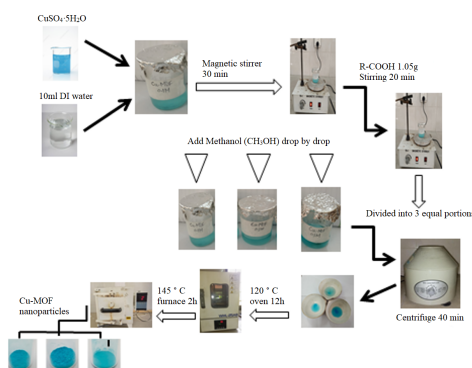 CuSO₄·5H₂O
10ml DI water
Magnetic stirrer
30 min
R-COOH 1.05g
Stirring 20 min
Add Methanol (CH₃OH) drop by drop
Divided into 3 equal portion
Centrifuge 40 min
120 ° C
oven 12h
145 ° C
furnace 2h
Cu-MOF
nanoparticles